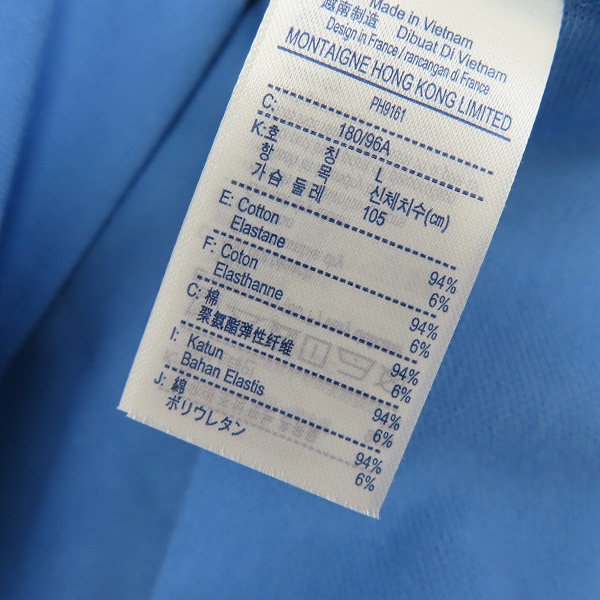 Made in Vietnam
越南制造 Dibuat Di Vietnam
Design in France / rancangan di France
MONTAIGNE HONG KONG LIMITED
PH9161
C: 180/96A
K:호 칭 L
항 목 신체치수(cm)
가슴 둘레 105
E: Cotton 94%
Elastane 6%
F: Coton 94%
Elasthanne 6%
C: 棉 94%
聚氨酯弹性纤维 6%
I: Katun 94%
Bahan Elastis 6%
J: 綿 94%
ポリウレタン 6%